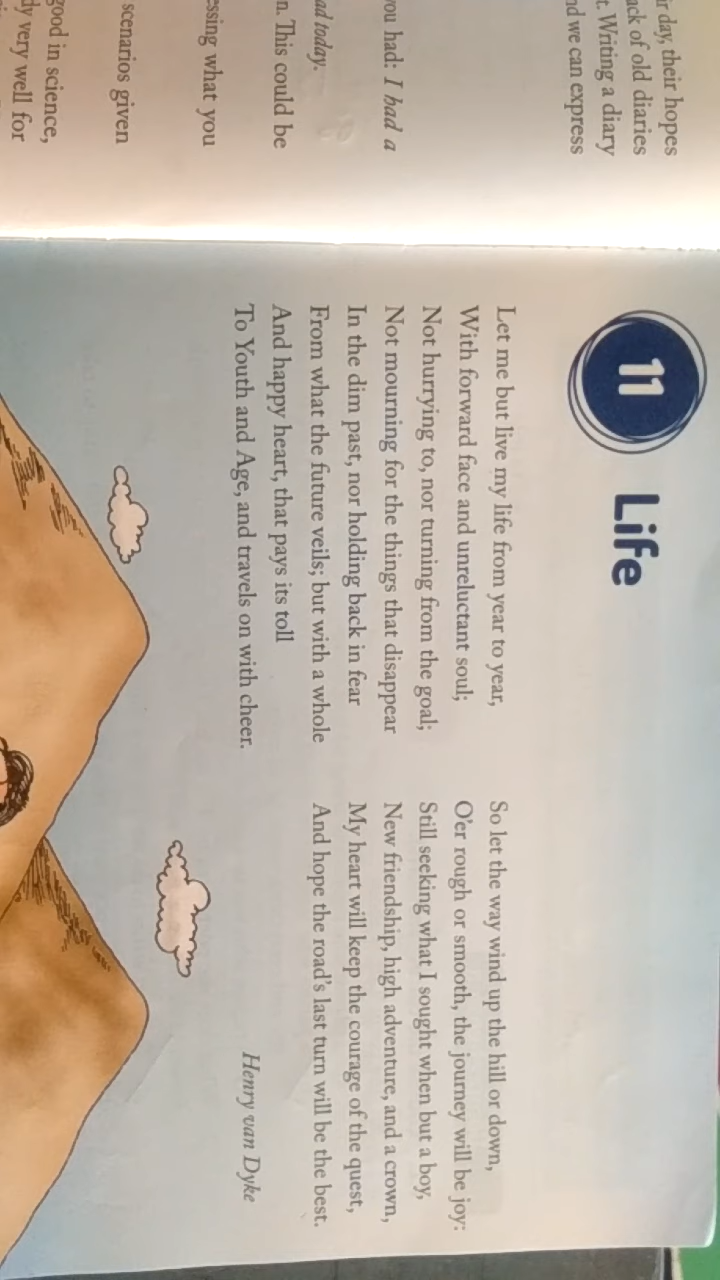 ir day, their hopes
ack of old diaries
t. Writing a diary
nd we can express
you had: I had a
ad today.
n. This could be
essing what you
scenarios given
good in science,
dy very well for
11
Life
Let me but live my life from year to year,
With forward face and unreluctant soul;
Not hurrying to, nor turning from the goal;
Not mourning for the things that disappear
In the dim past, nor holding back in fear
From what the future veils; but with a whole
And happy heart, that pays its toll
To Youth and Age, and travels on with cheer.
So let the way wind up the hill or down,
O'er rough or smooth, the journey will be joy:
Still seeking what I sought when but a boy,
New friendship, high adventure, and a crown,
My heart will keep the courage of the quest,
And hope the road's last turn will be the best.
Henry van Dyke